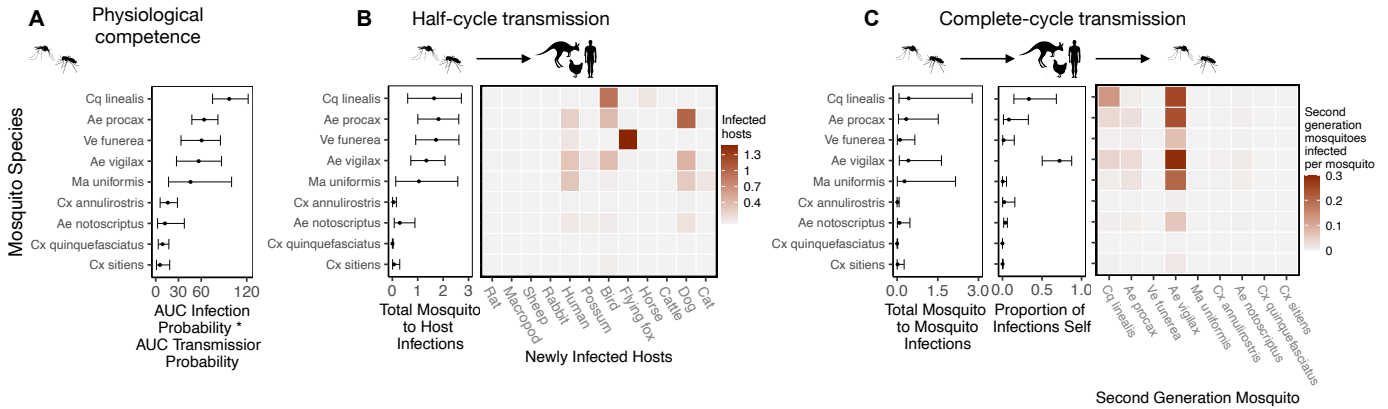 A
Physiological
competence
B
Half-cycle transmission
C
Complete-cycle transmission
Mosquito Species
Cq linealis
Ae procax
Ve funerea
Ae vigilax
Ma uniformis
Cx annulirostris
Ae notoscriptus
Cx quinquefasciatus
Cx sitiens
0
30
60
120
AUC Infection
Probability *
AUC Transmissior
Probability
Cq linealis
Ae procax
Ve funerea
Ae vigilax
Ma uniformis
Cx annulirostris
Ae notoscriptus
Cx quinquefasciatus
Cx sitiens
0
1
2
3
Total Mosquito
to Host
Infections
Rat
Macropod
Sheep
Rabbit
Human
Possum
Bird
Flying fox
Horse
Cattle
Dog
Cat
Newly Infected Hosts
Infected
hosts
1.3
1.0
0.7
0.4
Cq linealis
Ae procax
Ve funerea
Ae vigilax
Ma uniformis
Cx annulirostris
Ae notoscriptus
Cx quinquefasciatus
Cx sitiens
0.0
1.5
3.0
Total Mosquito
to Mosquito
Infections
0
0.5
1.0
Proportion of
Infections Self
Cq linealis
Ae procax
Ve funerea
Ae vigilax
Ma uniformis
Cx annulirostris
Ae notoscriptus
Cx quinquefasciatus
Cx sitiens
Second Generation Mosquito
Second
generation
mosquitoes
infected
per mosquito
0.3
0.2
0.1
0